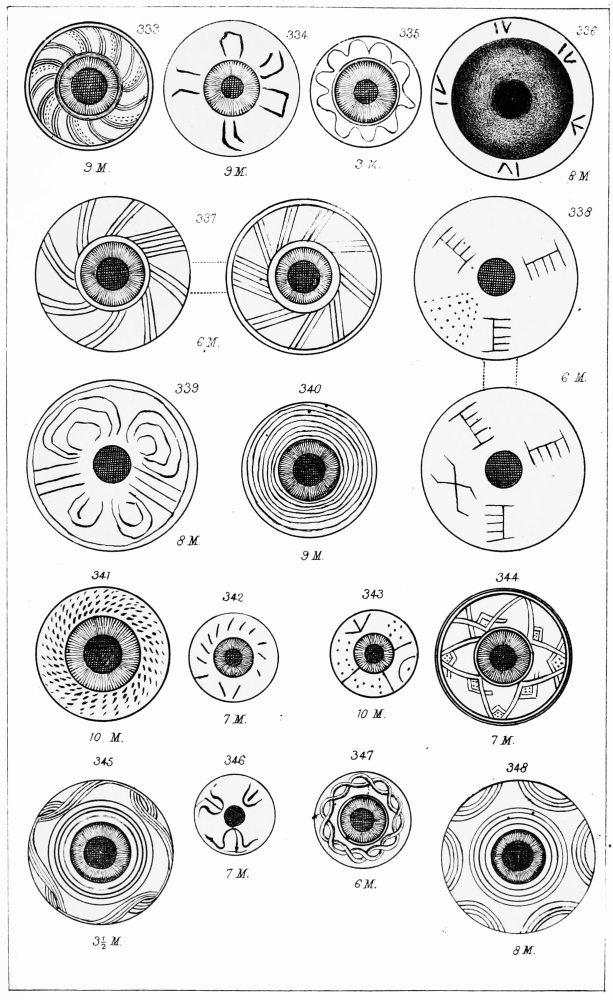 333 334 335 336
9 M. 9 M. 3 M. 8 M
337 338
6 M. 6 M.
339 340
8 M. 9 M.
341 342 343 344
10 M. 7 M. 10 M. 7 M.
345 346 347 348
3½ M. 7 M. 6 M. 8 M.